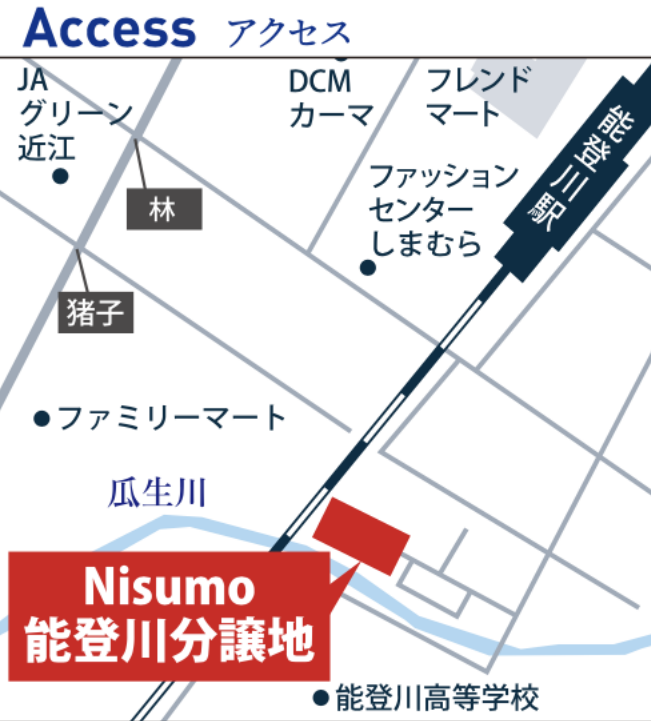 Access アクセス
JA
グリーン
近江
DCM
カーマ
フレンド
マート
能登川駅
林
ファッション
センター
しまむら
猪子
ファミリーマート
瓜生川
Nisumo
能登川分譲地
能登川高等学校